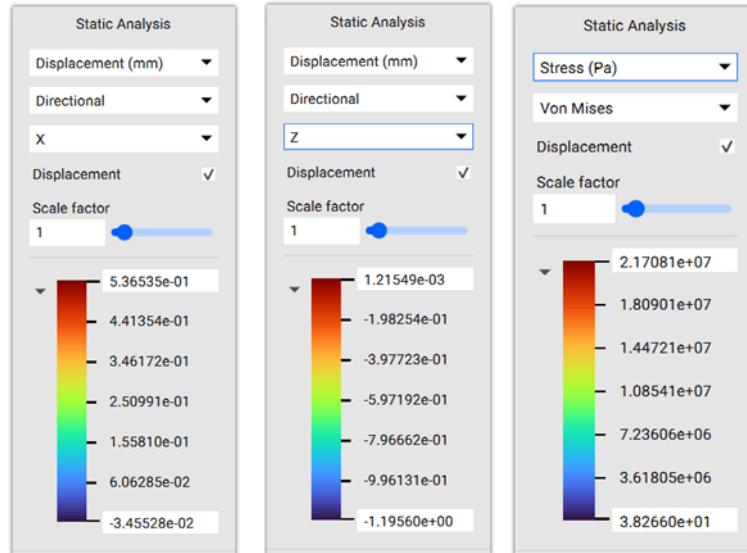 Static Analysis
Displacement (mm)
Directional
X
Displacement
Scale factor
1
5.36535e-01
4.41354e-01
3.46172e-01
2.50991e-01
1.55810e-01
6.06285e-02
-3.45528e-02
Static Analysis
Displacement (mm)
Directional
Z
Displacement
Scale factor
1
1.21549e-03
-1.98254e-01
-3.97723e-01
-5.97192e-01
-7.96662e-01
-9.96131e-01
-1.19560e+00
Static Analysis
Stress (Pa)
Von Mises
Displacement
Scale factor
1
2.17081e+07
1.80901e+07
1.44721e+07
1.08541e+07
7.23606e+06
3.61805e+06
3.82660e+01